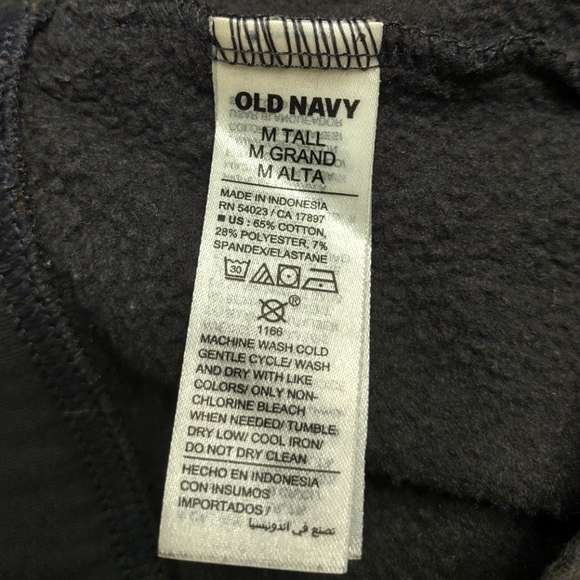 OLD NAVY
M TALL
M GRAND
M ALTA
MADE IN INDONESIA
RN 54023 / CA 17897
■ US : 65% COTTON,
28% POLYESTER, 7%
SPANDEX/ELASTANE
30
®
1166
MACHINE WASH COLD
GENTLE CYCLE/ WASH
AND DRY WITH LIKE
COLORS/ ONLY NON-
CHLORINE BLEACH
WHEN NEEDED/ TUMBLE
DRY LOW/ COOL IRON/
DO NOT DRY CLEAN
HECHO EN INDONESIA
CON INSUMOS
IMPORTADOS /
تصنع في اندونيسيا